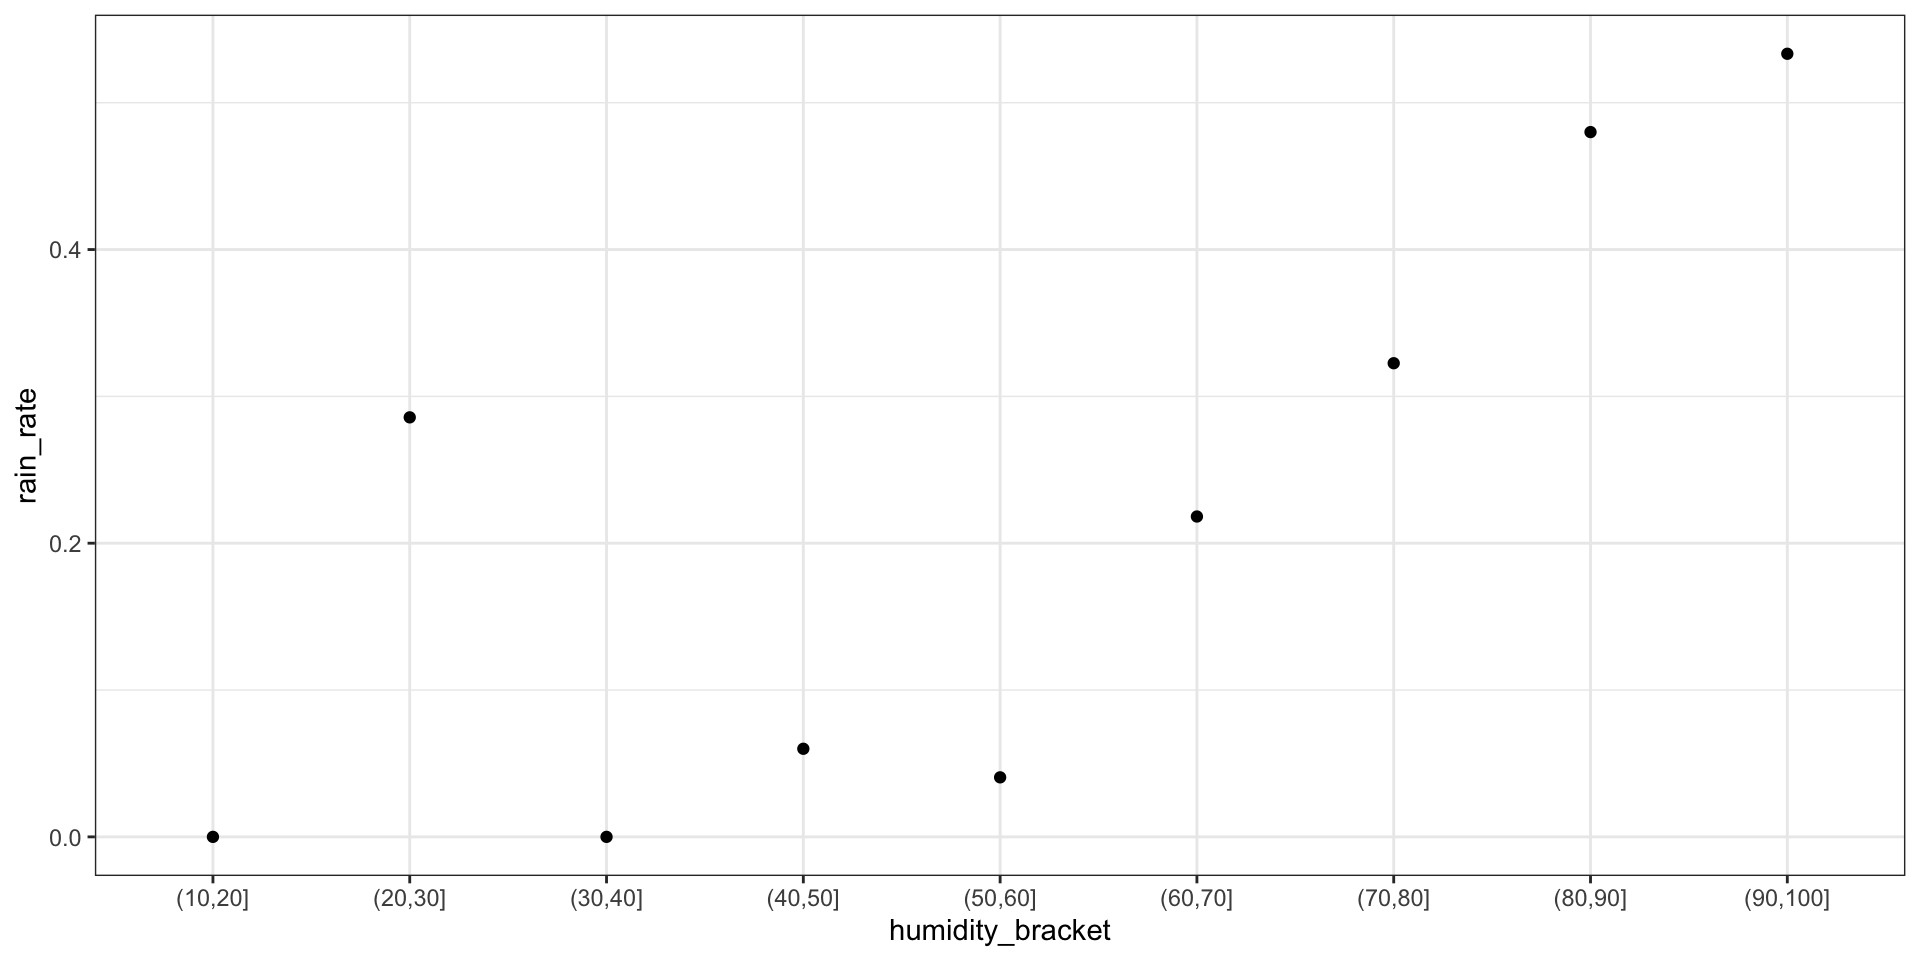 rain_rate
0.4
0.2
0.0
(10,20] (20,30] (30,40] (40,50] (50,60] (60,70] (70,80] (80,90] (90,100]
humidity_bracket